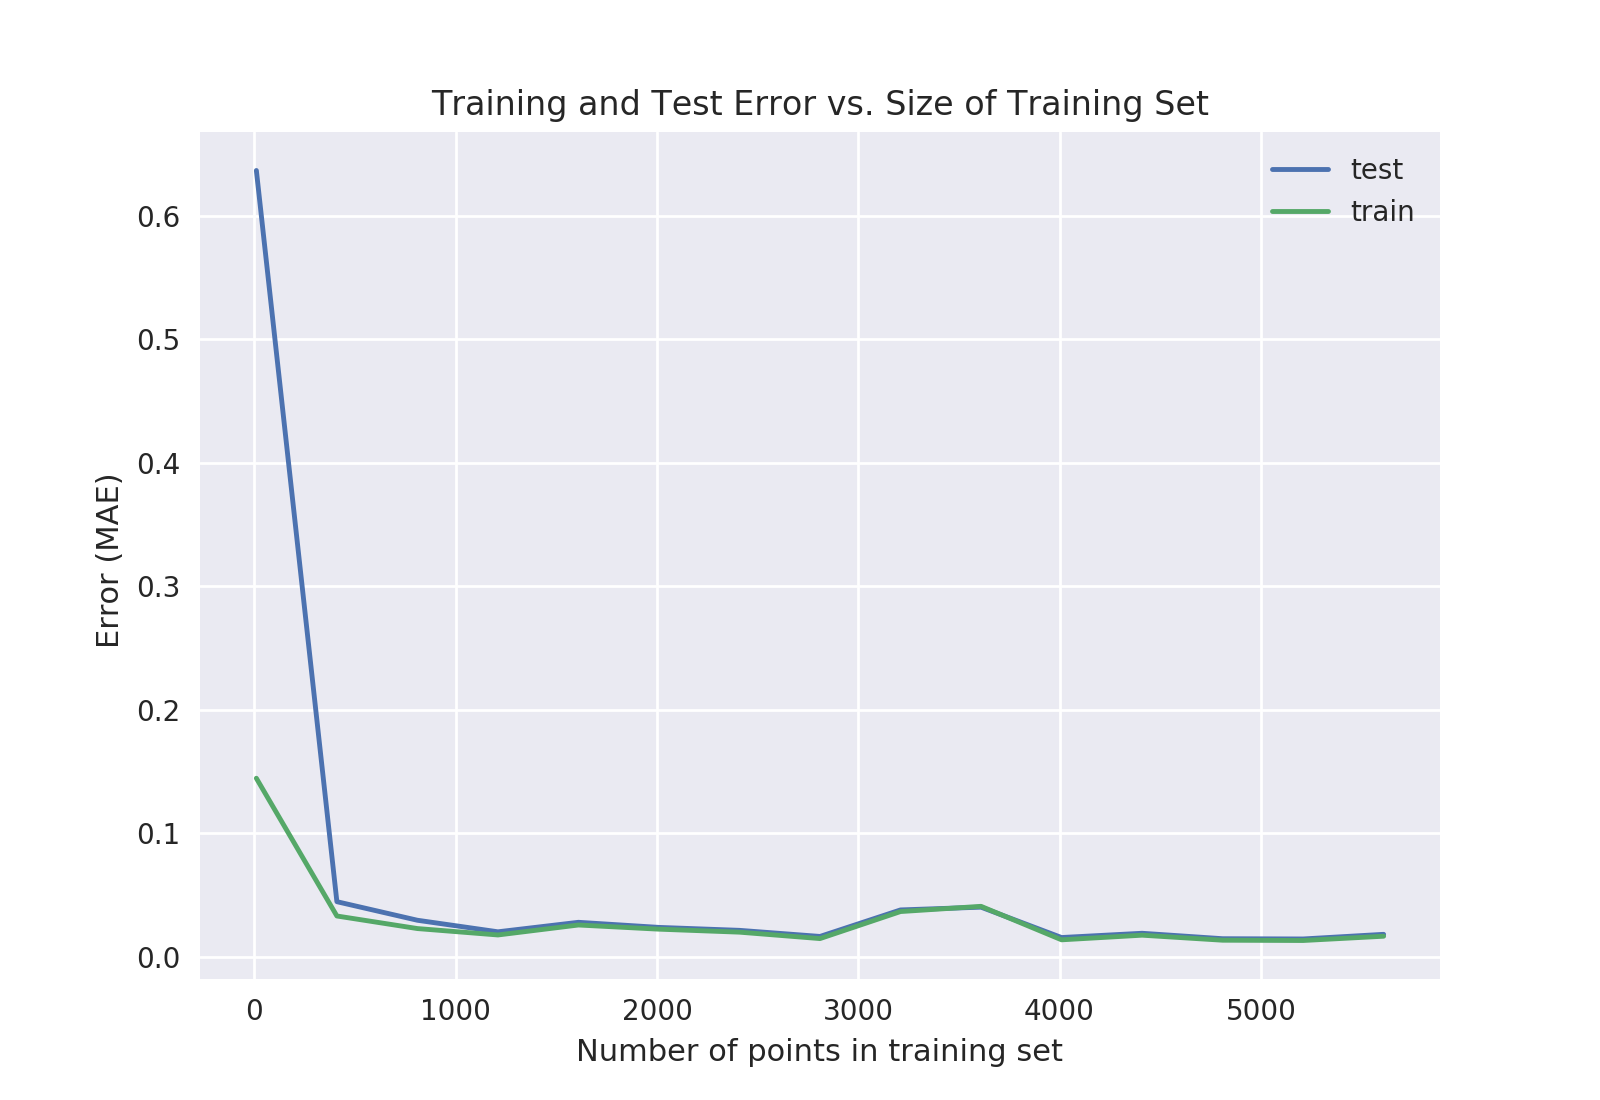 Training and Test Error vs. Size of Training Set
test
train
0.6
0.5
0.4
0.3
0.2
0.1
0.0
Error (MAE)
0 1000 2000 3000 4000 5000
Number of points in training set